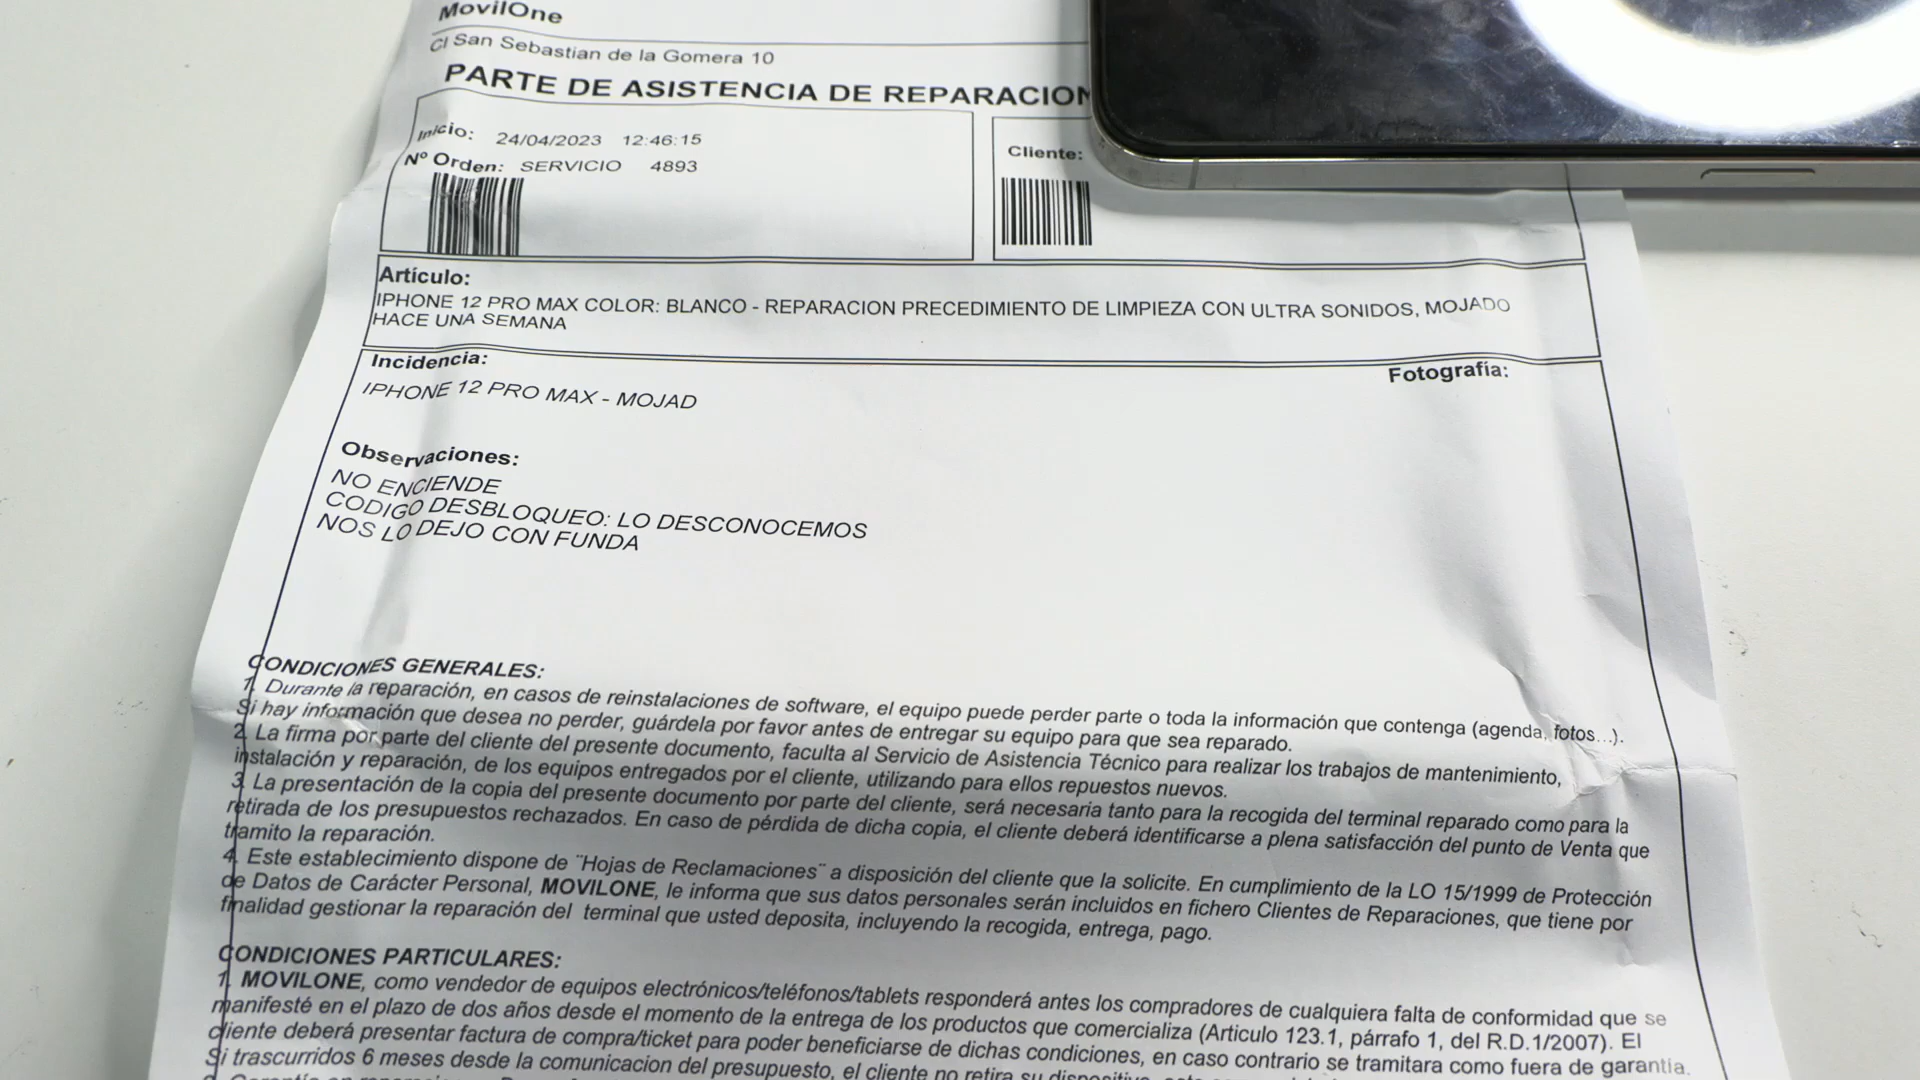 MovilOne
Cl San Sebastian de la Gomera 10
PARTE DE ASISTENCIA DE REPARACION
Inicio: 24/04/2023 12:46:15
Nº Orden: SERVICIO 4893
Cliente:
Artículo:
IPHONE 12 PRO MAX COLOR: BLANCO - REPARACION PRECEDIMIENTO DE LIMPIEZA CON ULTRA SONIDOS, MOJADO
HACE UNA SEMANA
Incidencia:
Fotografía:
IPHONE 12 PRO MAX - MOJAD
Observaciones:
NO ENCIENDE
CODIGO DESBLOQUEO: LO DESCONOCEMOS
NOS LO DEJO CON FUNDA
CONDICIONES GENERALES:
1. Durante la reparación, en casos de reinstalaciones de software, el equipo puede perder parte o toda la información que contenga (agenda, fotos...).
Si hay información que desea no perder, guárdela por favor antes de entregar su equipo para que sea reparado.
2. La firma por parte del cliente del presente documento, faculta al Servicio de Asistencia Técnico para realizar los trabajos de mantenimiento,
instalación y reparación, de los equipos entregados por el cliente, utilizando para ellos repuestos nuevos.
3. La presentación de la copia del presente documento por parte del cliente, será necesaria tanto para la recogida del terminal reparado como para la
retirada de los presupuestos rechazados. En caso de pérdida de dicha copia, el cliente deberá identificarse a plena satisfacción del punto de Venta que
tramito la reparación.
4. Este establecimiento dispone de ¨Hojas de Reclamaciones¨ a disposición del cliente que la solicite. En cumplimiento de la LO 15/1999 de Protección
de Datos de Carácter Personal, MOVILONE, le informa que sus datos personales serán incluidos en fichero Clientes de Reparaciones, que tiene por
finalidad gestionar la reparación del terminal que usted deposita, incluyendo la recogida, entrega, pago.
CONDICIONES PARTICULARES:
1. MOVILONE, como vendedor de equipos electrónicos/teléfonos/tablets responderá antes los compradores de cualquiera falta de conformidad que se
manifesté en el plazo de dos años desde el momento de la entrega de los productos que comercializa (Articulo 123.1, párrafo 1, del R.D.1/2007). El
cliente deberá presentar factura de compra/ticket para poder beneficiarse de dichas condiciones, en caso contrario se tramitara como fuera de garantía.
Si trascurridos 6 meses desde la comunicacion del presupuesto, el cliente no retira su